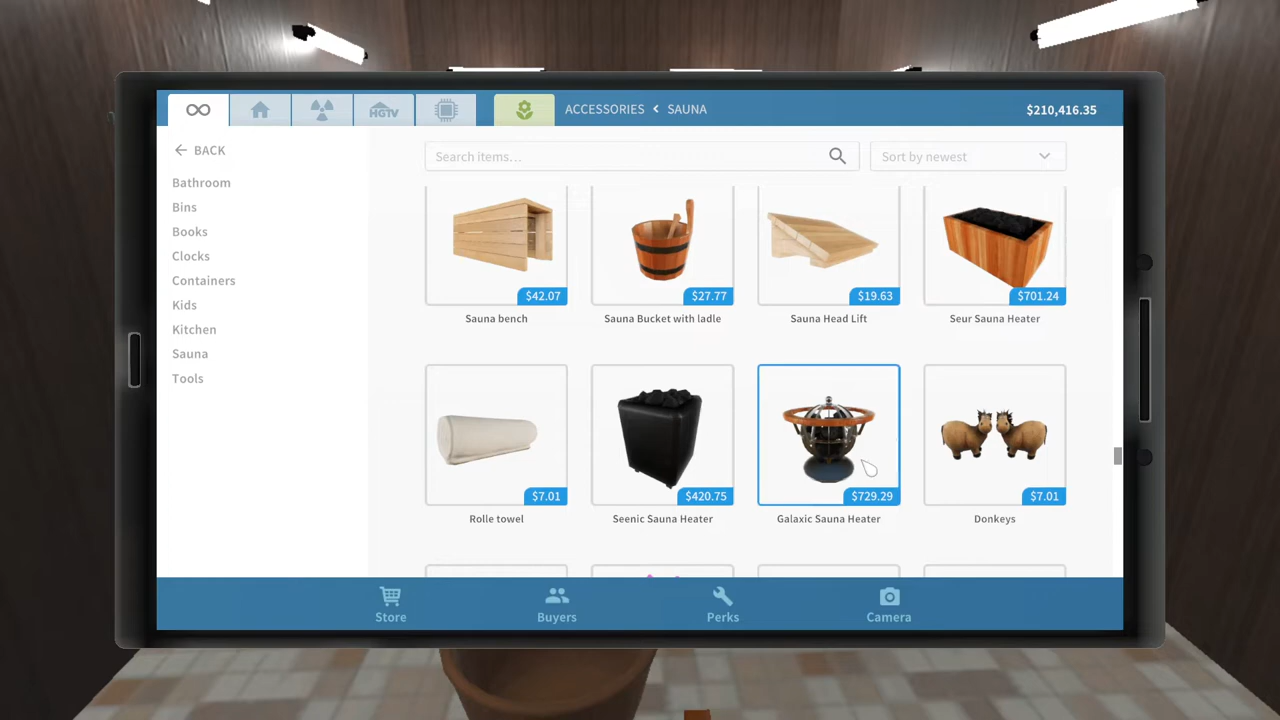 HGTV
ACCESSORIES < SAUNA
$210,416.35
BACK
Search items...
Sort by newest
Bathroom
Bins
Books
Clocks
Containers
Kids
Kitchen
Sauna
Tools
$42.07
$27.77
$19.63
$701.24
Sauna bench
Sauna Bucket with ladle
Sauna Head Lift
Seur Sauna Heater
$7.01
$420.75
$729.29
$7.01
Rolle towel
Seenic Sauna Heater
Galaxic Sauna Heater
Donkeys
Store
Buyers
Perks
Camera